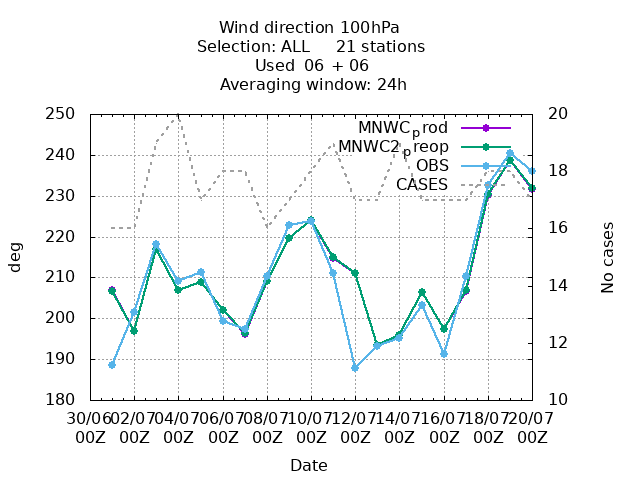 Wind direction 100hPa
Selection: ALL 21 stations
Used 06 + 06
Averaging window: 24h
250 20
MNWCprod
MNWC2preop
240
OBS
18
CASES
230
16
220
deg
No cases
210 14
200
12
190
180 10
30/06 02/07 04/07 06/07 08/07 10/07 12/07 14/07 16/07 18/07 20/07
00Z 00Z 00Z 00Z 00Z 00Z 00Z 00Z 00Z 00Z 00Z
Date